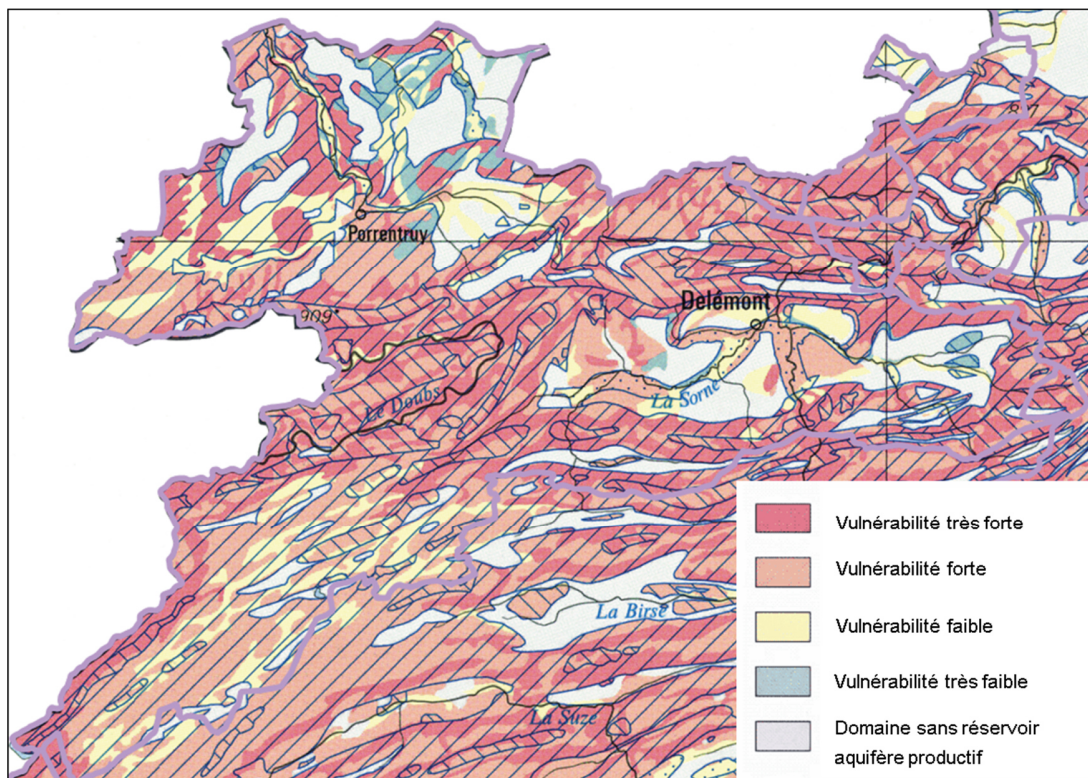 Porrentruy
Delémont
909*
Le Doubs
La Sorne
La Birse
La Suze
Vulnérabilité très forte
Vulnérabilité forte
Vulnérabilité faible
Vulnérabilité très faible
Domaine sans réservoir
aquifère productif